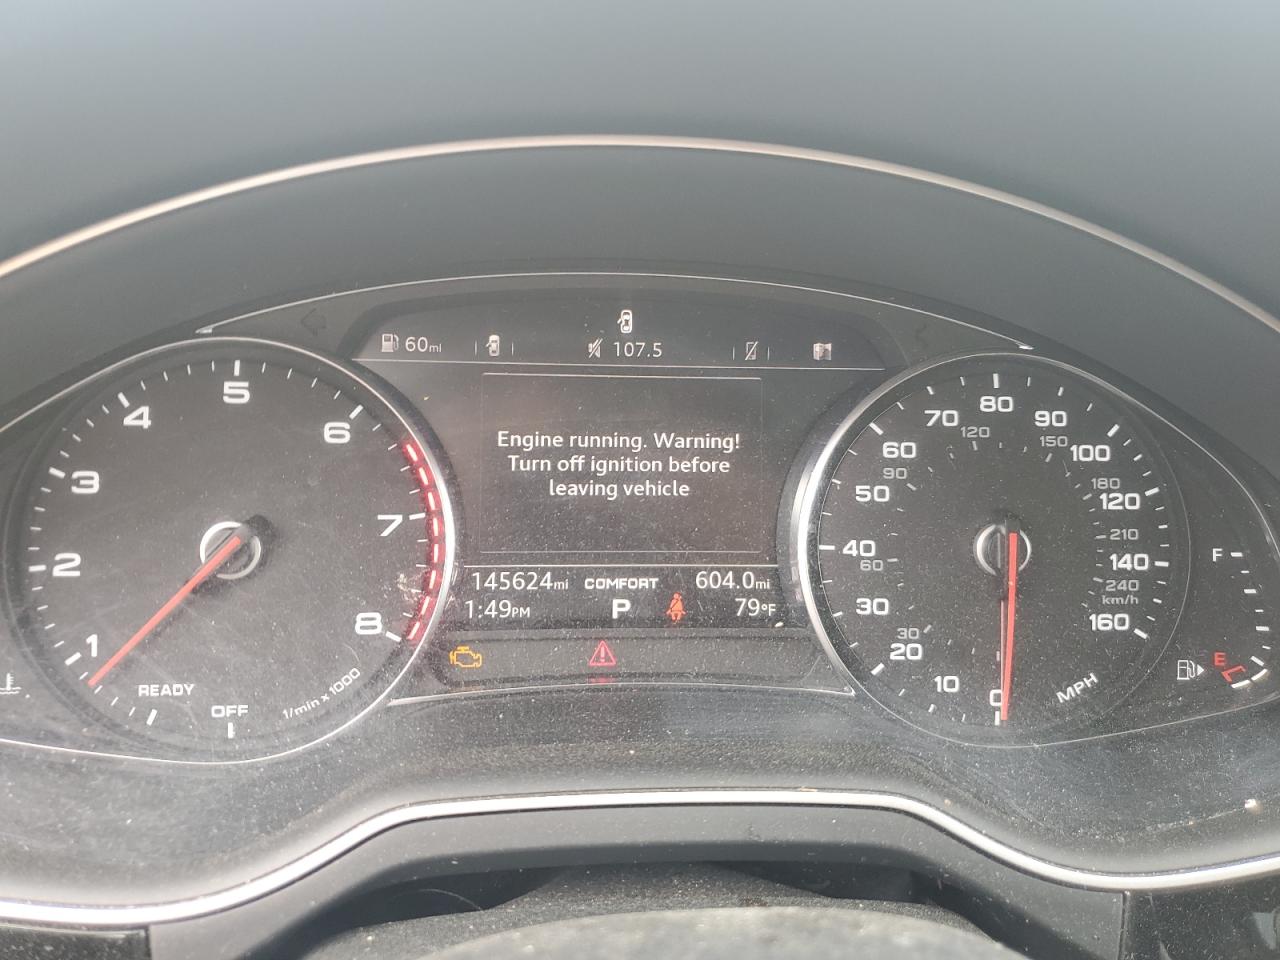 60mi
107.5
Engine running. Warning!
Turn off ignition before
leaving vehicle
145624mi COMFORT 604.0mi
1:49PM P 79°F
OFF
READY
1
2
3
4
5
6
7
8
1/min x 1000
0
10
20
30
40
50
60
70
80
90
100
120
140
160
MPH
30
60
90
120
150
180
210
240
km/h
F
E